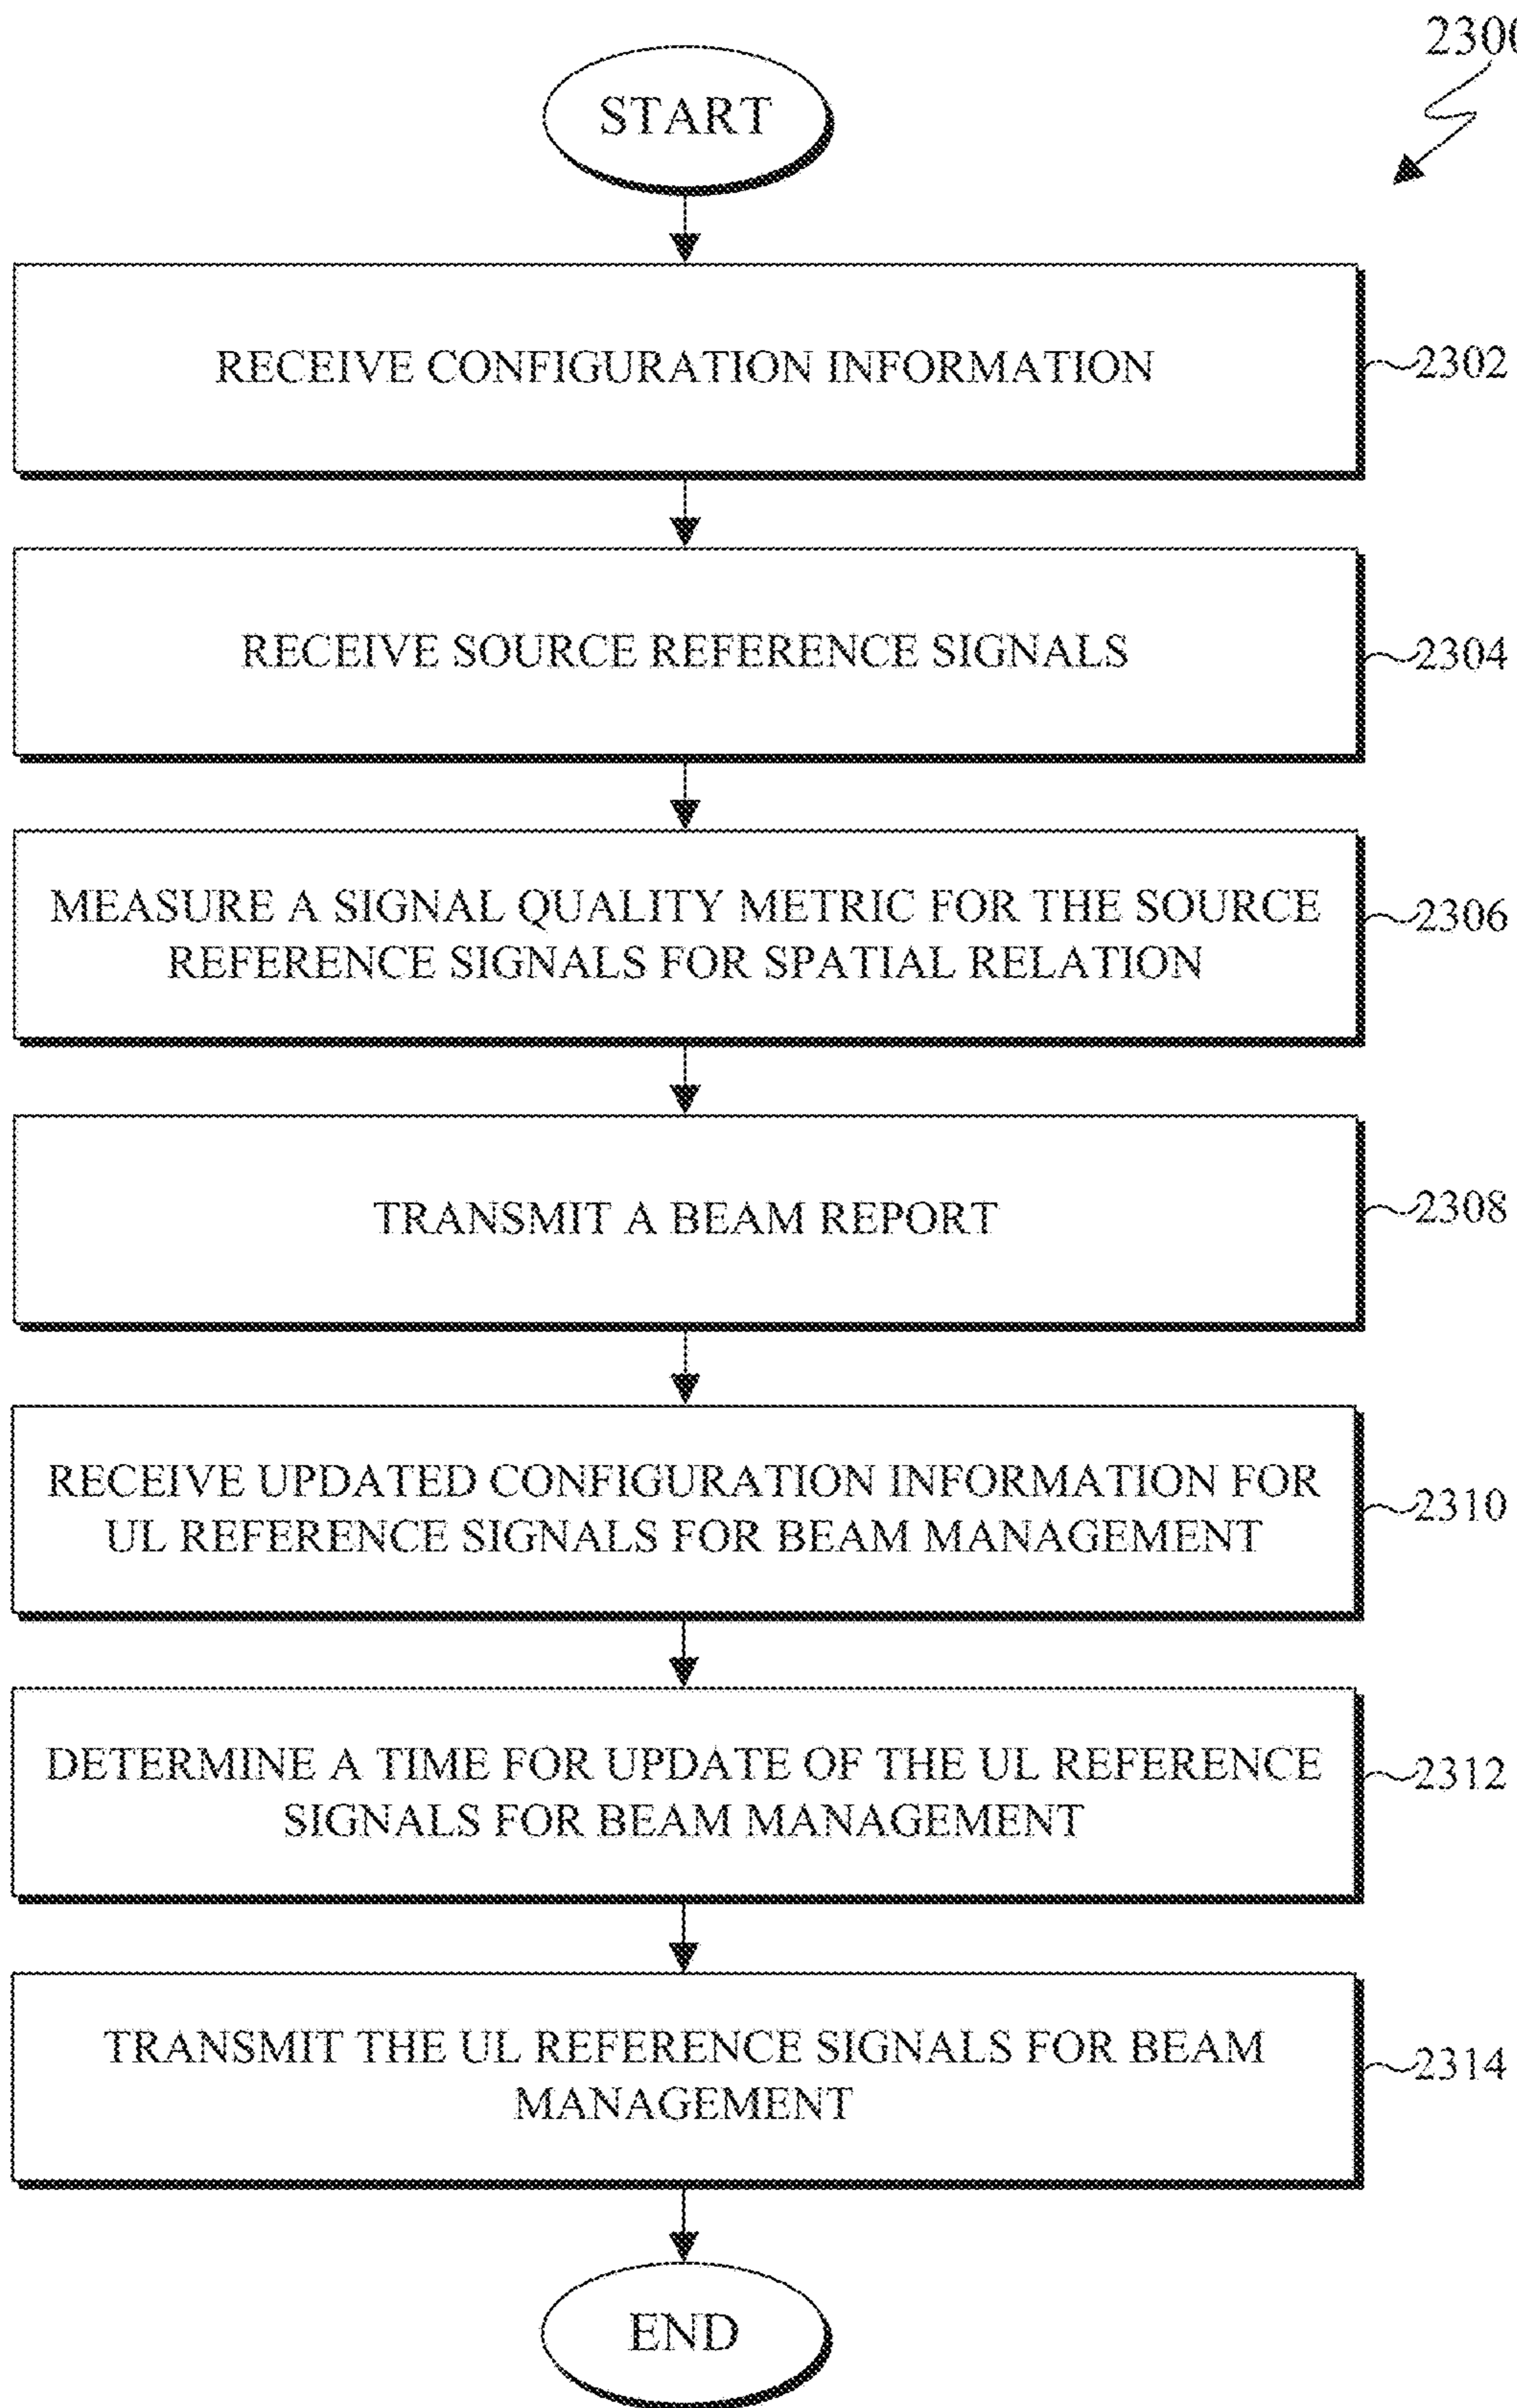 2300
START
RECEIVE CONFIGURATION INFORMATION
2302
RECEIVE SOURCE REFERENCE SIGNALS
2304
MEASURE A SIGNAL QUALITY METRIC FOR THE SOURCE
REFERENCE SIGNALS FOR SPATIAL RELATION
2306
TRANSMIT A BEAM REPORT
2308
RECEIVE UPDATED CONFIGURATION INFORMATION FOR
UL REFERENCE SIGNALS FOR BEAM MANAGEMENT
2310
DETERMINE A TIME FOR UPDATE OF THE UL REFERENCE
SIGNALS FOR BEAM MANAGEMENT
2312
TRANSMIT THE UL REFERENCE SIGNALS FOR BEAM
MANAGEMENT
2314
END